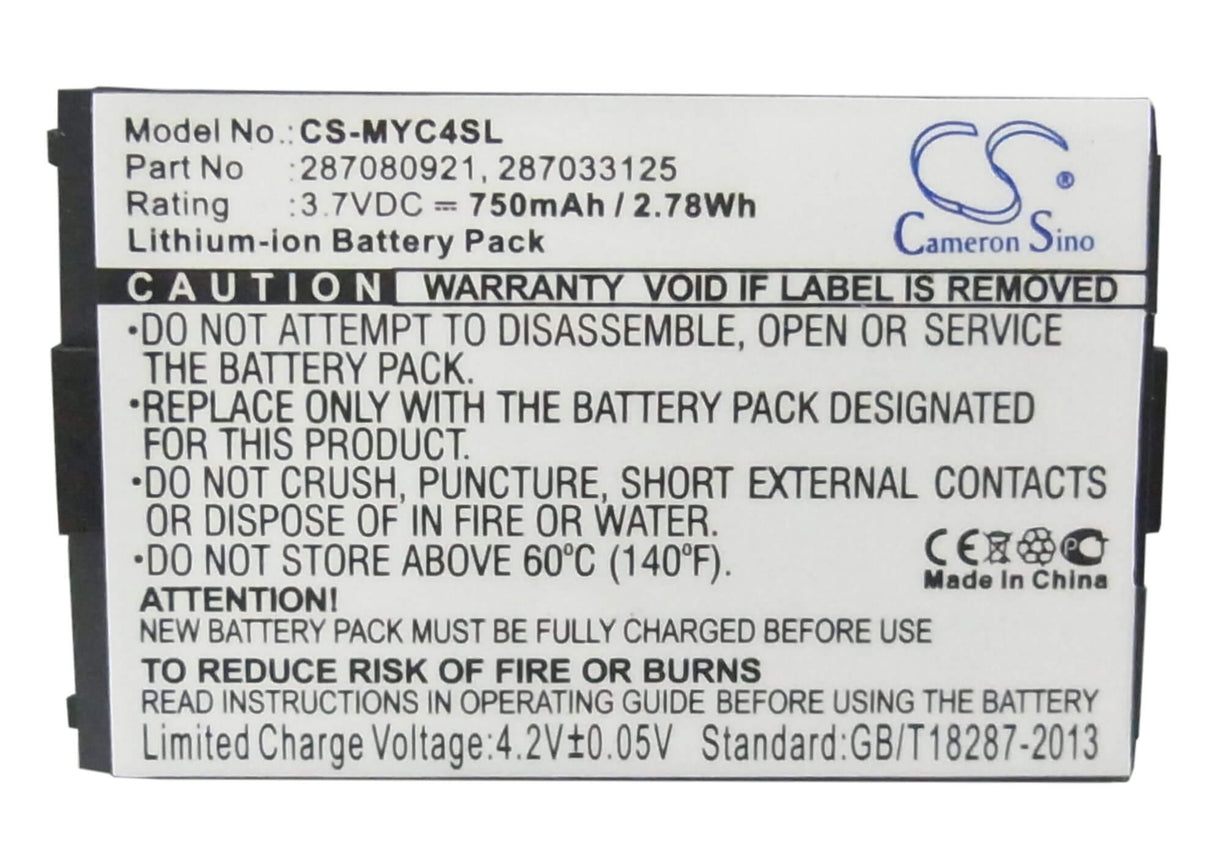 Model No.: CS-MYC4SL
Part No :287080921, 287033125
Rating :3.7VDC ⎓ 750mAh / 2.78Wh
Lithium-ion Battery Pack
CS®
Cameron Sino
CAUTION WARRANTY VOID IF LABEL IS REMOVED
•DO NOT ATTEMPT TO DISASSEMBLE, OPEN OR SERVICE
THE BATTERY PACK.
•REPLACE ONLY WITH THE BATTERY PACK DESIGNATED
FOR THIS PRODUCT.
•DO NOT CRUSH, PUNCTURE, SHORT EXTERNAL CONTACTS
OR DISPOSE OF IN FIRE OR WATER.
•DO NOT STORE ABOVE 60ºC (140ºF).
CE PC
Made In China
ATTENTION!
NEW BATTERY PACK MUST BE FULLY CHARGED BEFORE USE
TO REDUCE RISK OF FIRE OR BURNS
READ INSTRUCTIONS IN OPERATING GUIDE BEFORE USING THE BATTERY
Limited Charge Voltage:4.2V±0.05V Standard:GB/T18287-2013